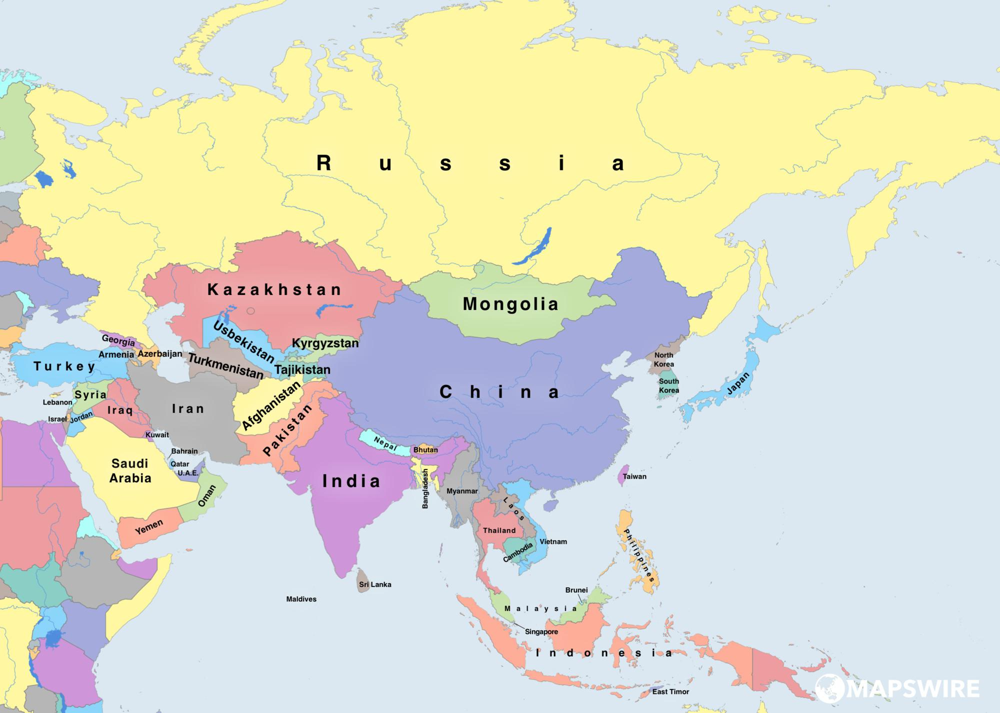 Russia
Kazakhstan
Mongolia
Usbekistan
Kyrgyzstan
Georgia
Armenia
Azerbaijan
Turkey
Turkmenistan
Tajikistan
North
Korea
South
Korea
Japan
China
Syria
Lebanon
Iraq
Iran
Afghanistan
Israel
Jordan
Pakistan
Kuwait
Nepal
Bhutan
Bahrain
Qatar
U.A.E.
Saudi
Arabia
Oman
India
Bangladesh
Myanmar
Taiwan
Laos
Yemen
Thailand
Vietnam
Cambodia
Philippines
Sri Lanka
Maldives
Brunei
Malaysia
Singapore
Indonesia
East Timor
MAPSWIRE